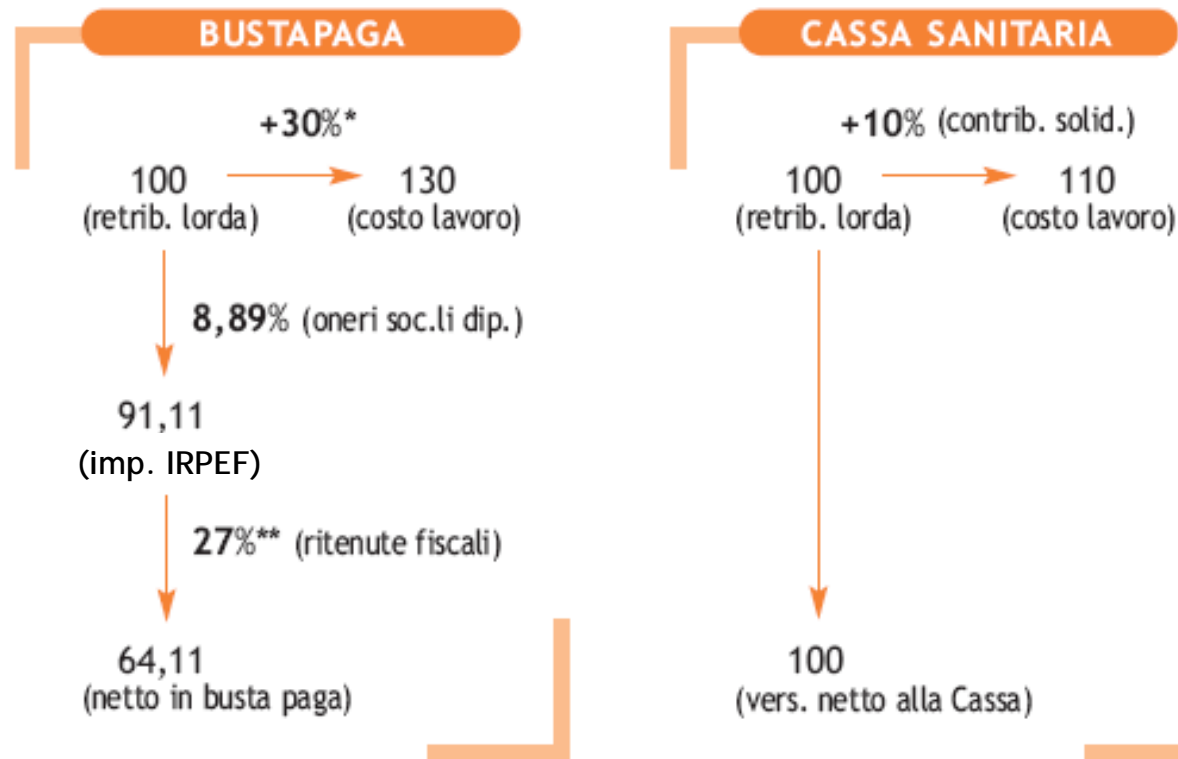 BUSTAPAGA
+30%*
100
130
(retrib. lorda)
(costo lavoro)
8,89% (oneri soc.li dip.)
91,11
(imp. IRPEF)
27%** (ritenute fiscali)
64,11
(netto in busta paga)
CASSA SANITARIA
+10% (contrib. solid.)
100
110
(retrib. lorda)
(costo lavoro)
100
(vers. netto alla Cassa)